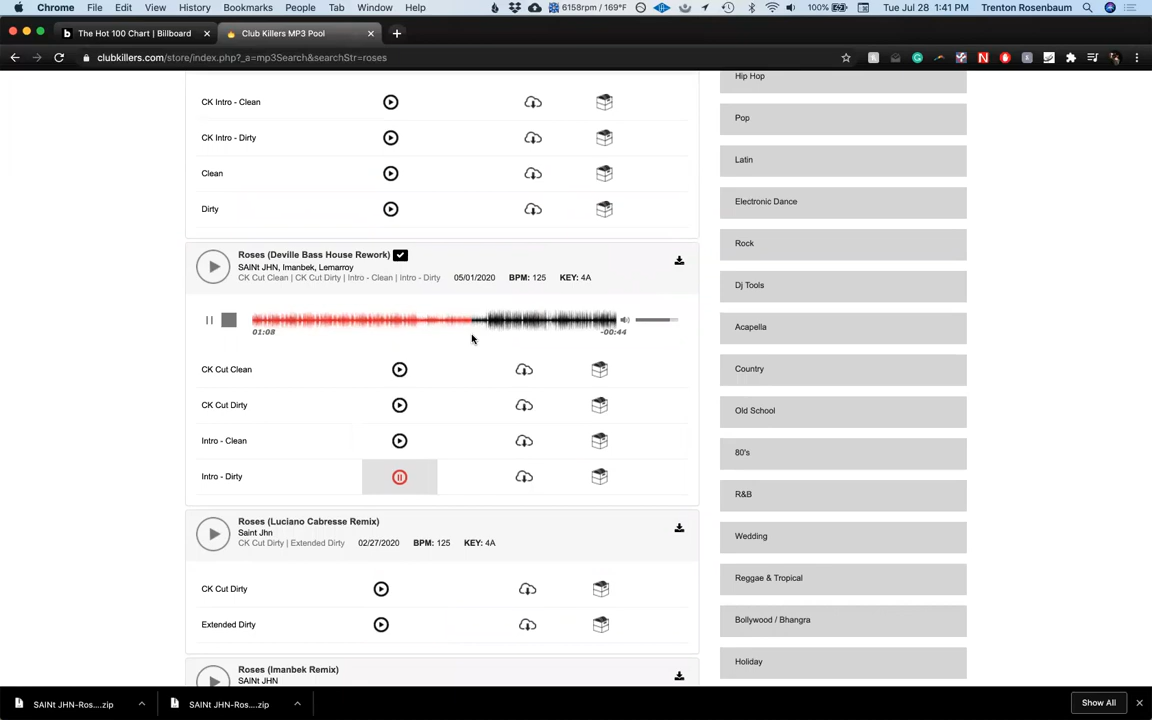 Chrome File Edit View History Bookmarks People Tab Window Help 6158rpm / 169°F 100% Tue Jul 28 1:41 PM Trenton Rosenbaum
The Hot 100 Chart | Billboard Club Killers MP3 Pool
clubkillers.com/store/index.php?_a=mp3Search&searchStr=roses
CK Intro - Clean
CK Intro - Dirty
Clean
Dirty
Roses (Deville Bass House Rework)
SAINt JHN, Imanbek, Lemarroy
CK Cut Clean | CK Cut Dirty | Intro - Clean | Intro - Dirty 05/01/2020 BPM: 125 KEY: 4A
01:08 -00:44
CK Cut Clean
CK Cut Dirty
Intro - Clean
Intro - Dirty
Roses (Luciano Cabresse Remix)
Saint Jhn
CK Cut Dirty | Extended Dirty 02/27/2020 BPM: 125 KEY: 4A
CK Cut Dirty
Extended Dirty
Roses (Imanbek Remix)
SAINt JHN
Hip Hop
Pop
Latin
Electronic Dance
Rock
Dj Tools
Acapella
Country
Old School
80's
R&B
Wedding
Reggae & Tropical
Bollywood / Bhangra
Holiday
SAINt JHN-Ros....zip SAINt JHN-Ros....zip Show All